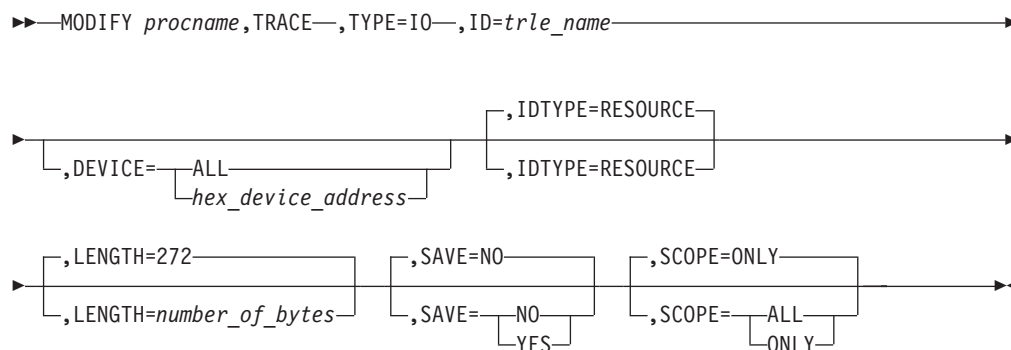 MODIFY procname,TRACE ,TYPE=IO ,ID=trle_name
,IDTYPE=RESOURCE
,DEVICE= ALL ,IDTYPE=RESOURCE
hex_device_address
,LENGTH=272 ,SAVE=NO ,SCOPE=ONLY
,LENGTH=number_of_bytes ,SAVE= NO ,SCOPE= ALL
YES ONLY